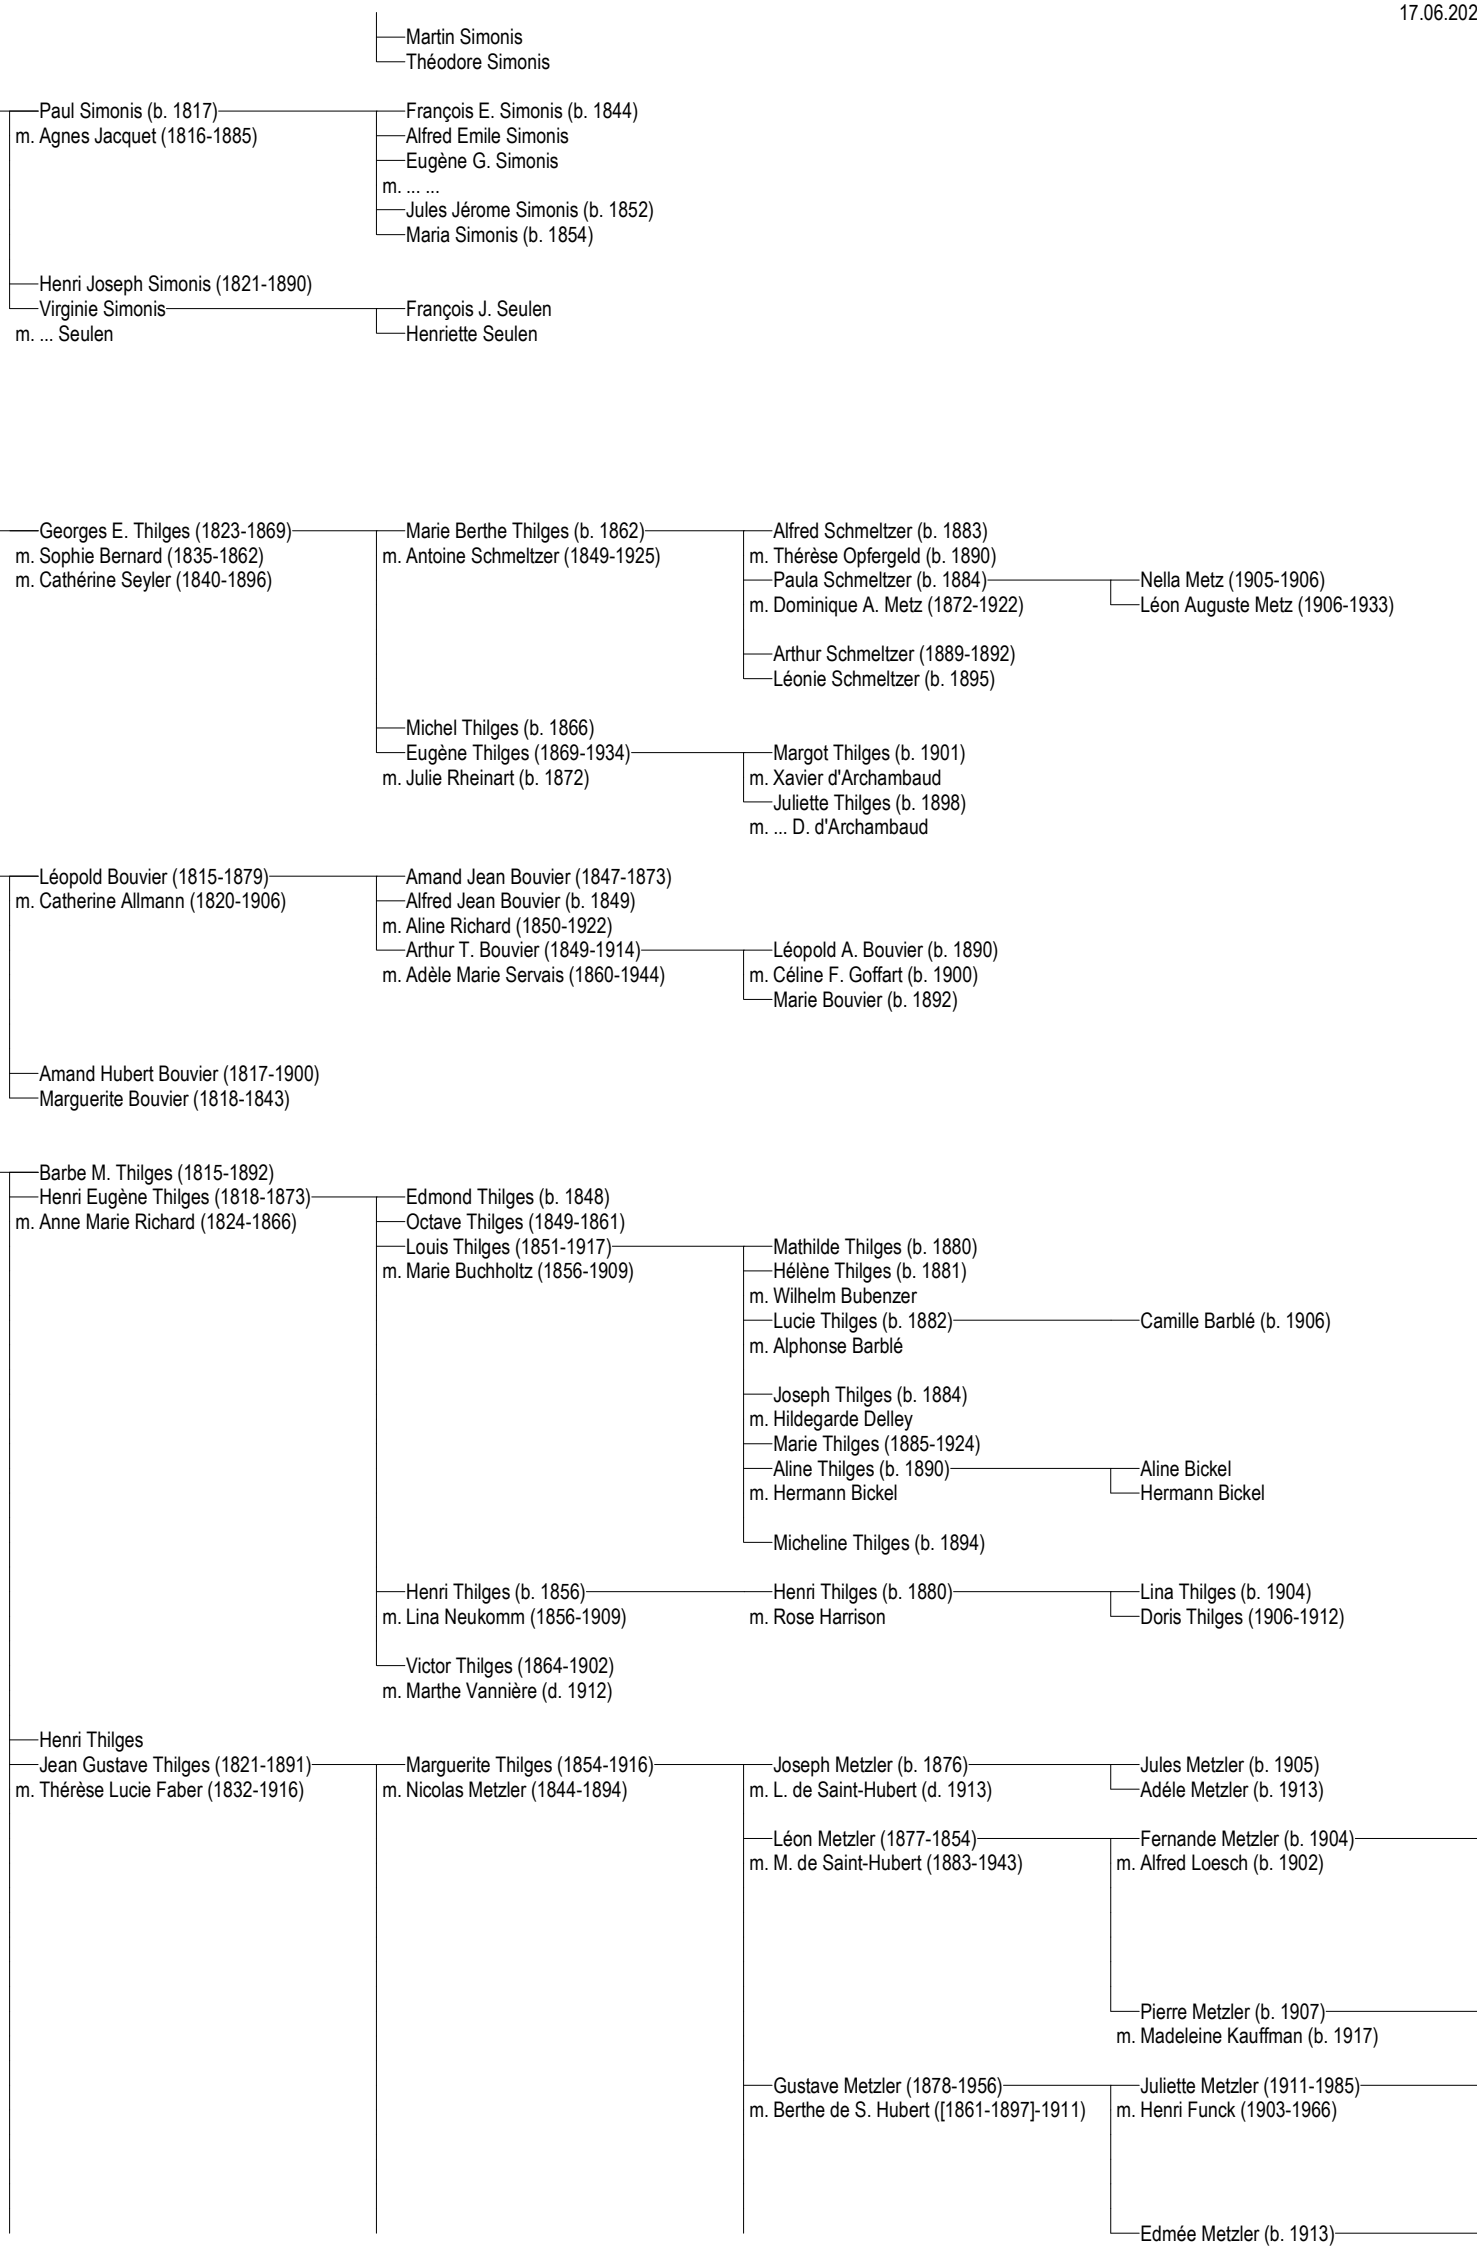 17.06.202
Martin Simonis
Théodore Simonis
Paul Simonis (b. 1817) François E. Simonis (b. 1844)
m. Agnes Jacquet (1816-1885) Alfred Emile Simonis
Eugène G. Simonis
m. ... ...
Jules Jérome Simonis (b. 1852)
Maria Simonis (b. 1854)
Henri Joseph Simonis (1821-1890)
Virginie Simonis François J. Seulen
m. ... Seulen Henriette Seulen
Georges E. Thilges (1823-1869) Marie Berthe Thilges (b. 1862) Alfred Schmeltzer (b. 1883)
m. Sophie Bernard (1835-1862) m. Antoine Schmeltzer (1849-1925) m. Thérèse Opfergeld (b. 1890)
m. Cathérine Seyler (1840-1896) Paula Schmeltzer (b. 1884) Nella Metz (1905-1906)
m. Dominique A. Metz (1872-1922) Léon Auguste Metz (1906-1933)
Arthur Schmeltzer (1889-1892)
Léonie Schmeltzer (b. 1895)
Michel Thilges (b. 1866)
Eugène Thilges (1869-1934) Margot Thilges (b. 1901)
m. Julie Rheinart (b. 1872) m. Xavier d'Archambaud
Juliette Thilges (b. 1898)
m. ... D. d'Archambaud
Léopold Bouvier (1815-1879) Amand Jean Bouvier (1847-1873)
m. Catherine Allmann (1820-1906) Alfred Jean Bouvier (b. 1849)
m. Aline Richard (1850-1922)
Arthur T. Bouvier (1849-1914) Léopold A. Bouvier (b. 1890)
m. Adèle Marie Servais (1860-1944) m. Céline F. Goffart (b. 1900)
Marie Bouvier (b. 1892)
Amand Hubert Bouvier (1817-1900)
Marguerite Bouvier (1818-1843)
Barbe M. Thilges (1815-1892)
Henri Eugène Thilges (1818-1873) Edmond Thilges (b. 1848)
m. Anne Marie Richard (1824-1866) Octave Thilges (1849-1861)
Louis Thilges (1851-1917) Mathilde Thilges (b. 1880)
m. Marie Buchholtz (1856-1909) Hélène Thilges (b. 1881)
m. Wilhelm Bubenzer
Lucie Thilges (b. 1882) Camille Barblé (b. 1906)
m. Alphonse Barblé
Joseph Thilges (b. 1884)
m. Hildegarde Delley
Marie Thilges (1885-1924)
Aline Thilges (b. 1890) Aline Bickel
m. Hermann Bickel Hermann Bickel
Micheline Thilges (b. 1894)
Henri Thilges (b. 1856) Henri Thilges (b. 1880) Lina Thilges (b. 1904)
m. Lina Neukomm (1856-1909) m. Rose Harrison Doris Thilges (1906-1912)
Victor Thilges (1864-1902)
m. Marthe Vannière (d. 1912)
Henri Thilges
Jean Gustave Thilges (1821-1891) Marguerite Thilges (1854-1916) Joseph Metzler (b. 1876) Jules Metzler (b. 1905)
m. Thérèse Lucie Faber (1832-1916) m. Nicolas Metzler (1844-1894) m. L. de Saint-Hubert (d. 1913) Adéle Metzler (b. 1913)
Léon Metzler (1877-1854) Fernande Metzler (b. 1904)
m. M. de Saint-Hubert (1883-1943) m. Alfred Loesch (b. 1902)
Pierre Metzler (b. 1907)
m. Madeleine Kauffman (b. 1917)
Gustave Metzler (1878-1956) Juliette Metzler (1911-1985)
m. Berthe de S. Hubert ([1861-1897]-1911) m. Henri Funck (1903-1966)
Edmée Metzler (b. 1913)